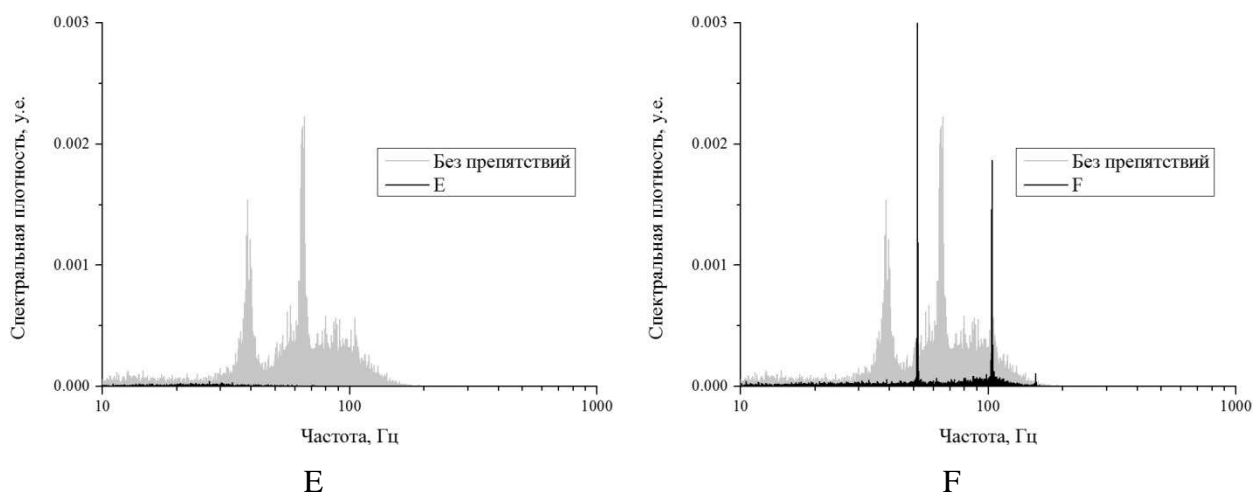 Спектральная плотность, у.е.
0.003
0.002
0.001
0.000
10
100
1000
Частота, Гц
Без препятствий
E
E
Спектральная плотность, у.е.
0.003
0.002
0.001
0.000
10
100
1000
Частота, Гц
Без препятствий
F
F